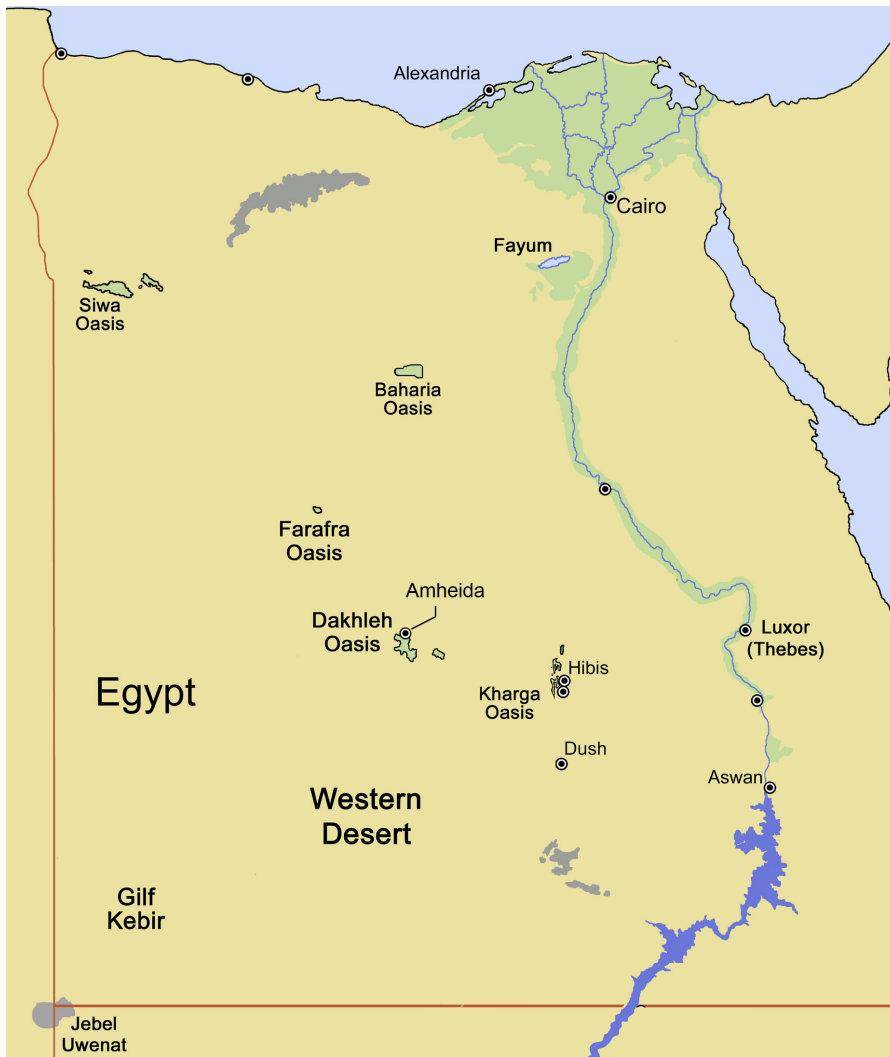 Alexandria
Cairo
Fayum
Siwa
Oasis
Baharia
Oasis
Farafra
Oasis
Amheida
Dakhleh
Oasis
Luxor
(Thebes)
Hibis
Kharga
Oasis
Egypt
Dush
Aswan
Western
Desert
Gilf
Kebir
Jebel
Uwenat